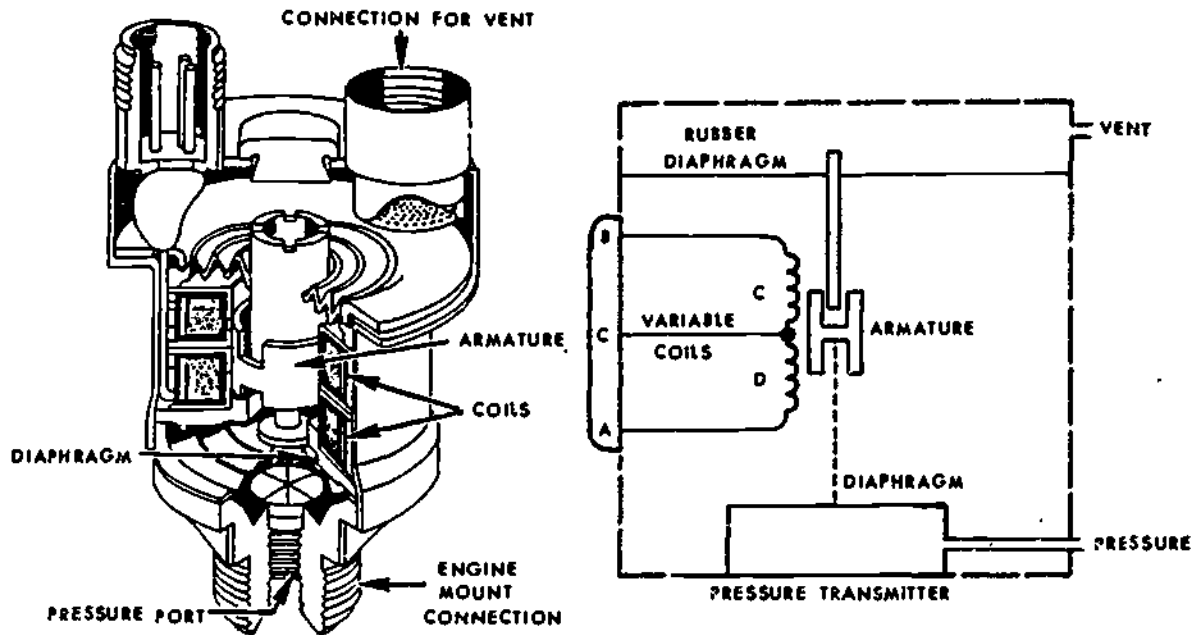 CONNECTION FOR VENT
ARMATURE
COILS
DIAPHRAGM
PRESSURE PORT
ENGINE
MOUNT
CONNECTION
RUBBER
DIAPHRAGM
VENT
B
C
VARIABLE
C
COILS
ARMATURE
D
A
DIAPHRAGM
PRESSURE
PRESSURE TRANSMITTER